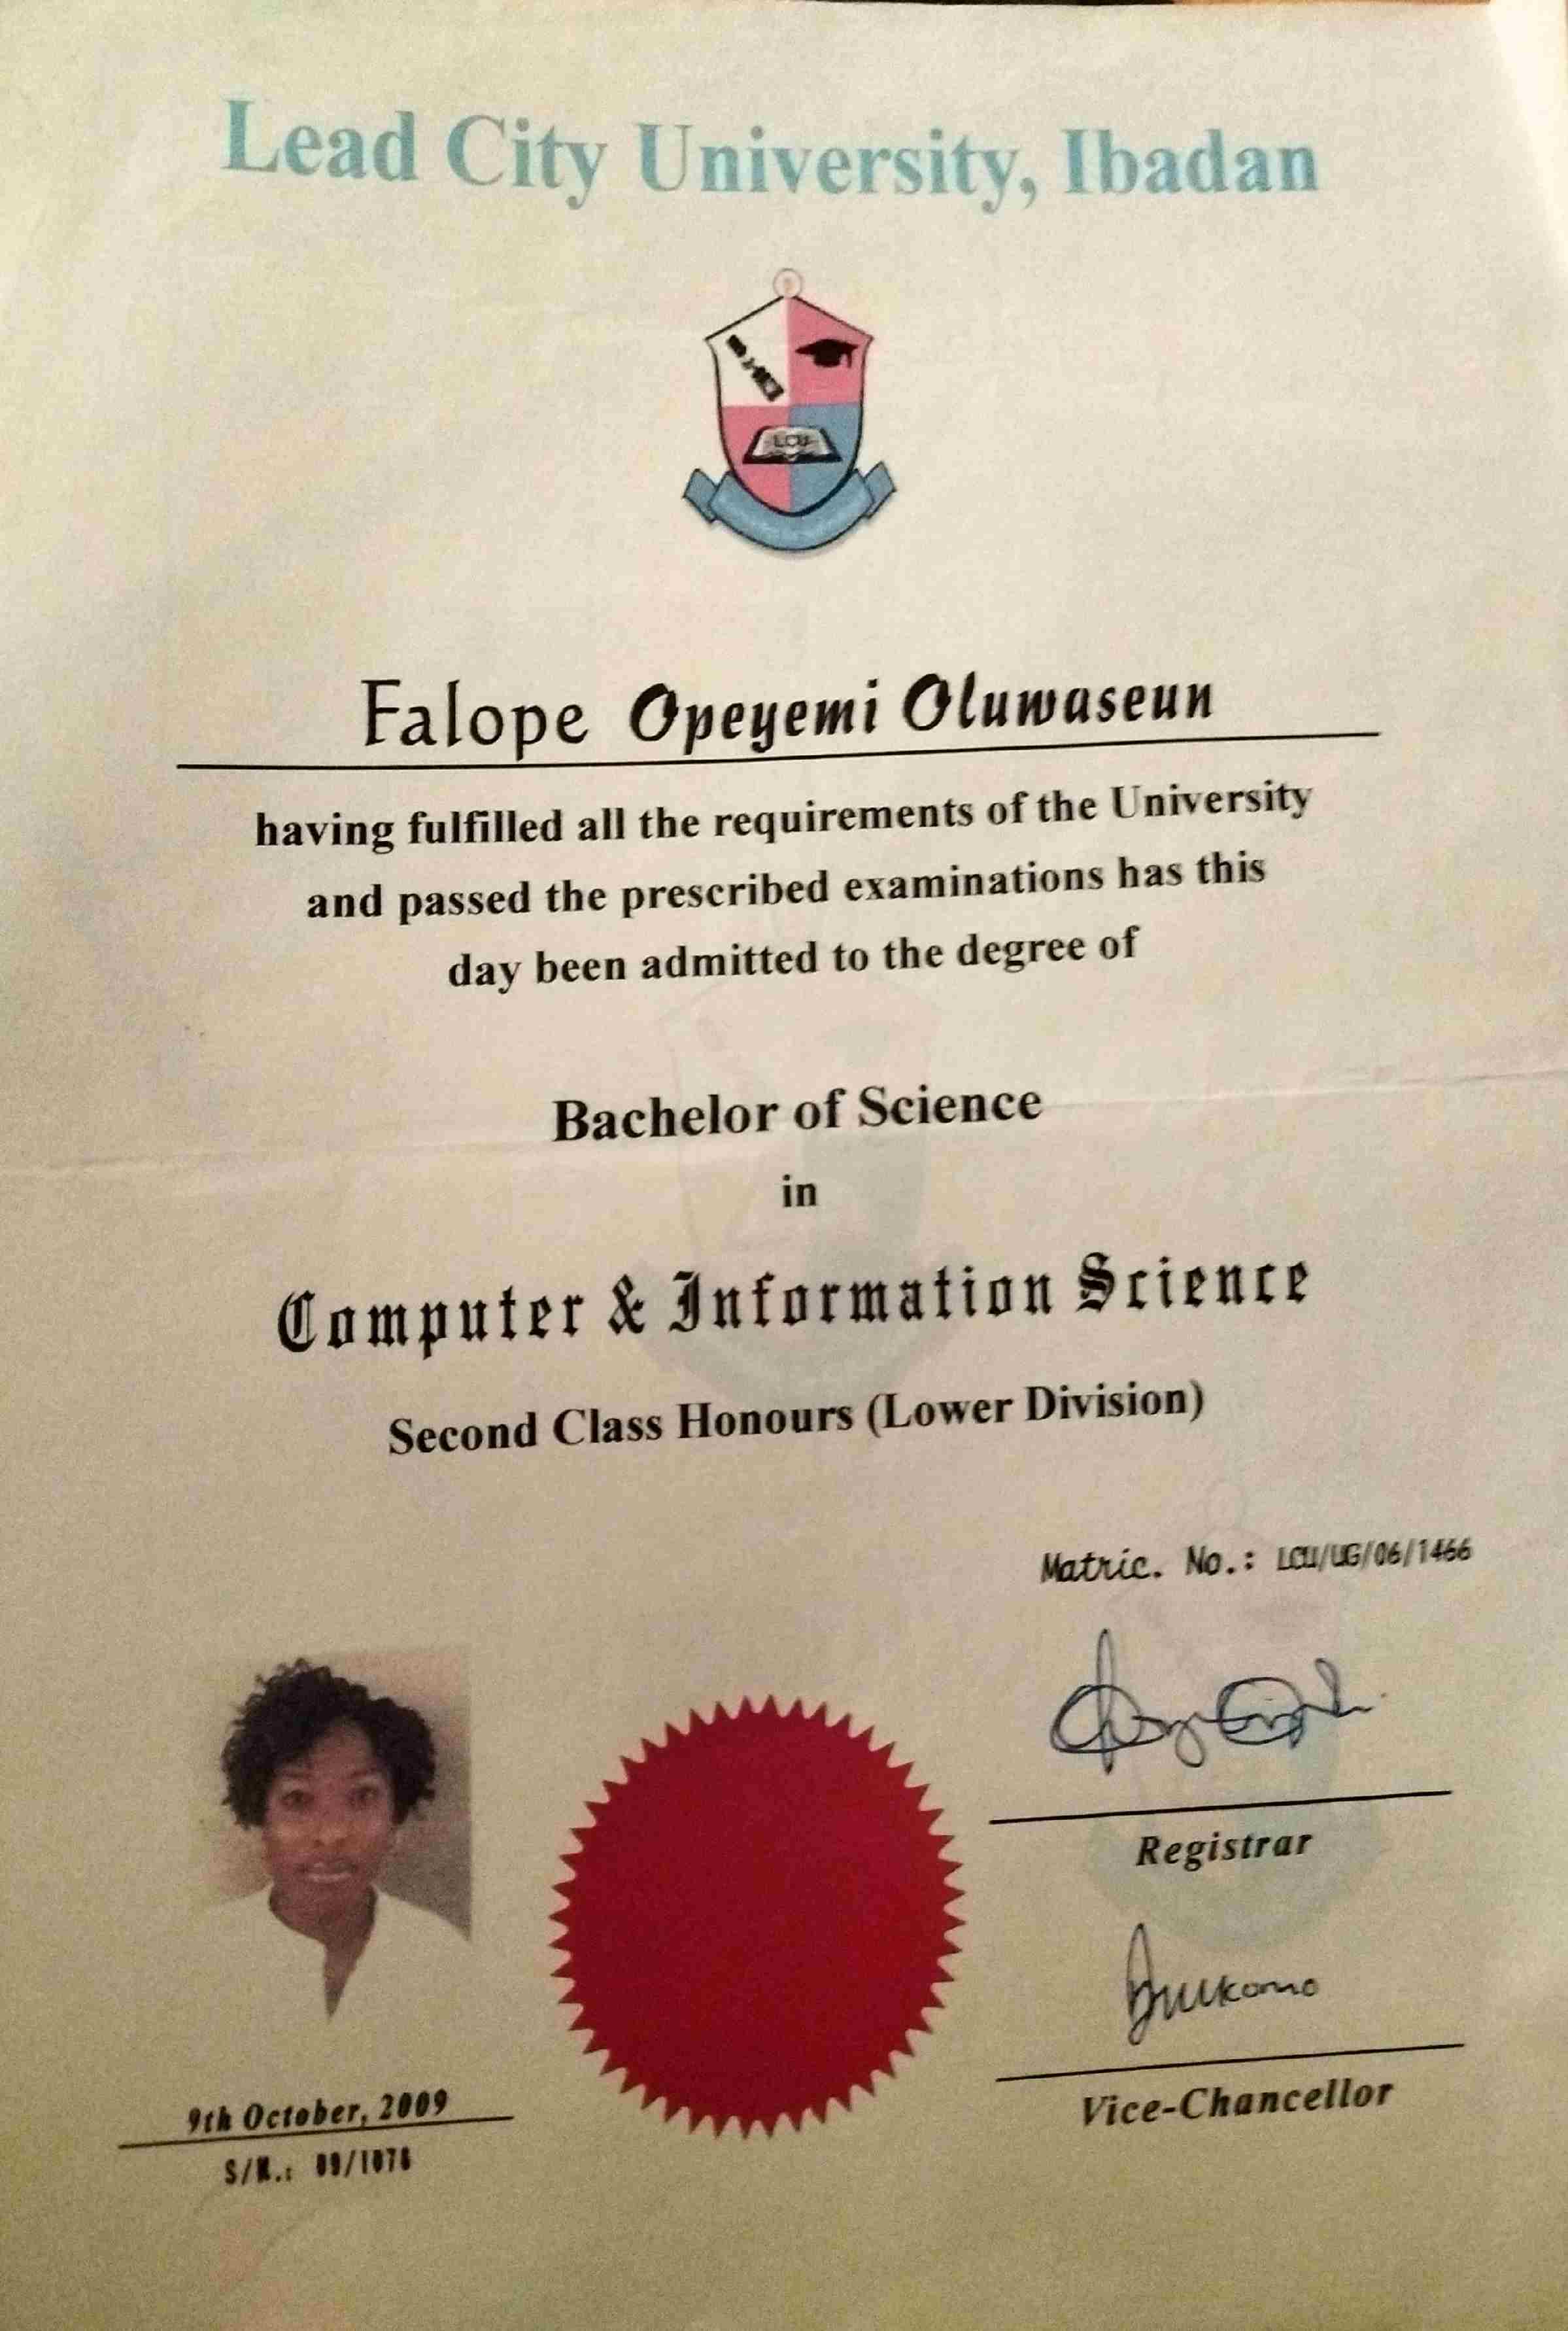 Lead City University, Ibadan
LCU
Falope Opeyemi Oluwaseun
having fulfilled all the requirements of the University
and passed the prescribed examinations has this
day been admitted to the degree of
Bachelor of Science
in
Computer & Information Science
Second Class Honours (Lower Division)
Matric. No.: LCU/UG/06/1466
Registrar
Vice-Chancellor
9th October, 2009
S/N.: 09/1078